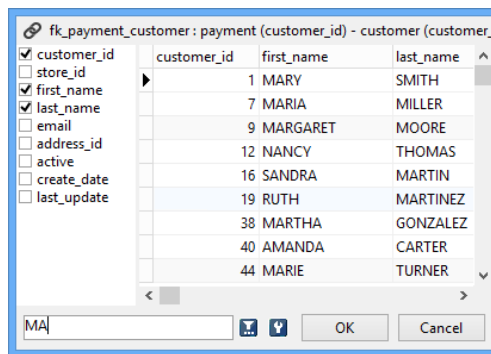 fk_payment_customer : payment (customer_id) - customer (customer_
customer_id
store_id
first_name
last_name
email
address_id
active
create_date
last_update
customer_id first_name last_name
1 MARY SMITH
7 MARIA MILLER
9 MARGARET MOORE
12 NANCY THOMAS
16 SANDRA MARTIN
19 RUTH MARTINEZ
38 MARTHA GONZALEZ
40 AMANDA CARTER
44 MARIE TURNER
MA
OK Cancel